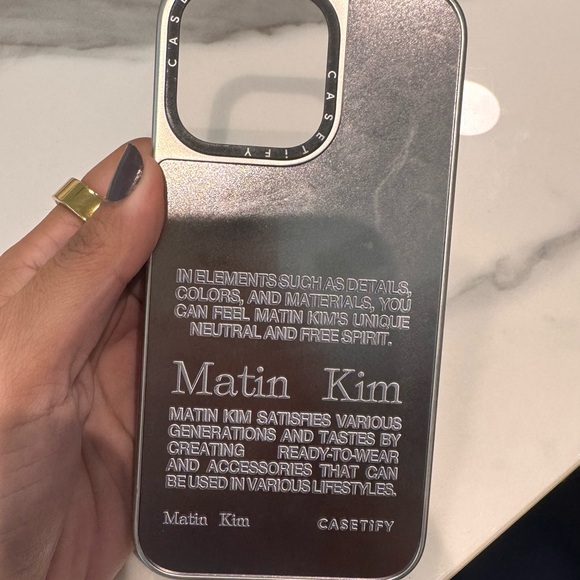 CASETiFY
CASETiFY
IN ELEMENTS SUCH AS DETAILS,
COLORS, AND MATERIALS, YOU
CAN FEEL MATIN KIM'S UNIQUE
NEUTRAL AND FREE SPIRIT.
Matin Kim
MATIN KIM SATISFIES VARIOUS
GENERATIONS AND TASTES BY
CREATING READY-TO-WEAR
AND ACCESSORIES THAT CAN
BE USED IN VARIOUS LIFESTYLES.
Matin Kim CASETiFY